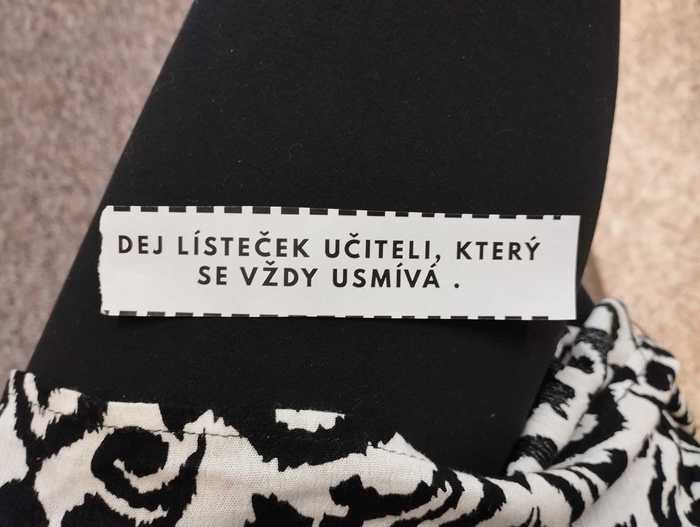 DEJ LÍSTEČEK UČITELI, KTERÝ
SE VŽDY USMÍVÁ .